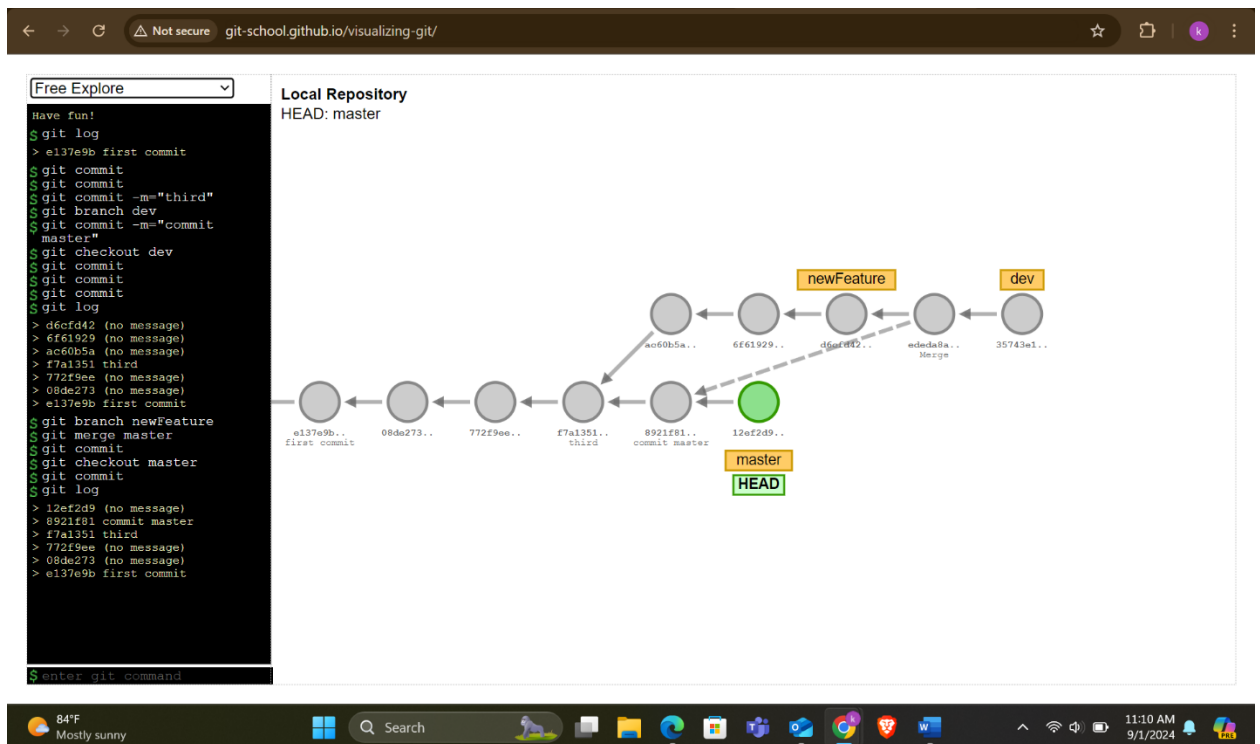 Not secure git-school.github.io/visualizing-git/
k
Free Explore
Have fun!
$ git log
> e137e9b first commit
$ git commit
$ git commit
$ git commit -m="third"
$ git branch dev
$ git commit -m="commit
master"
$ git checkout dev
$ git commit
$ git commit
$ git commit
$ git log
> d6cfd42 (no message)
> 6f61929 (no message)
> ac60b5a (no message)
> f7a1351 third
> 772f9ee (no message)
> 08de273 (no message)
> e137e9b first commit
$ git branch newFeature
$ git merge master
$ git commit
$ git checkout master
$ git commit
$ git log
> 12ef2d9 (no message)
> 8921f81 commit master
> f7a1351 third
> 772f9ee (no message)
> 08de273 (no message)
> e137e9b first commit
$ enter git command
Local Repository
HEAD: master
newFeature
dev
ac60b5a..
6f61929..
d6cfd42..
ededa8a..
Merge
35743e1..
e137e9b..
first commit
08de273..
772f9ee..
f7a1351..
third
8921f81..
commit master
12ef2d9..
master
HEAD
84°F
Mostly sunny
Search
11:10 AM
9/1/2024
PRE